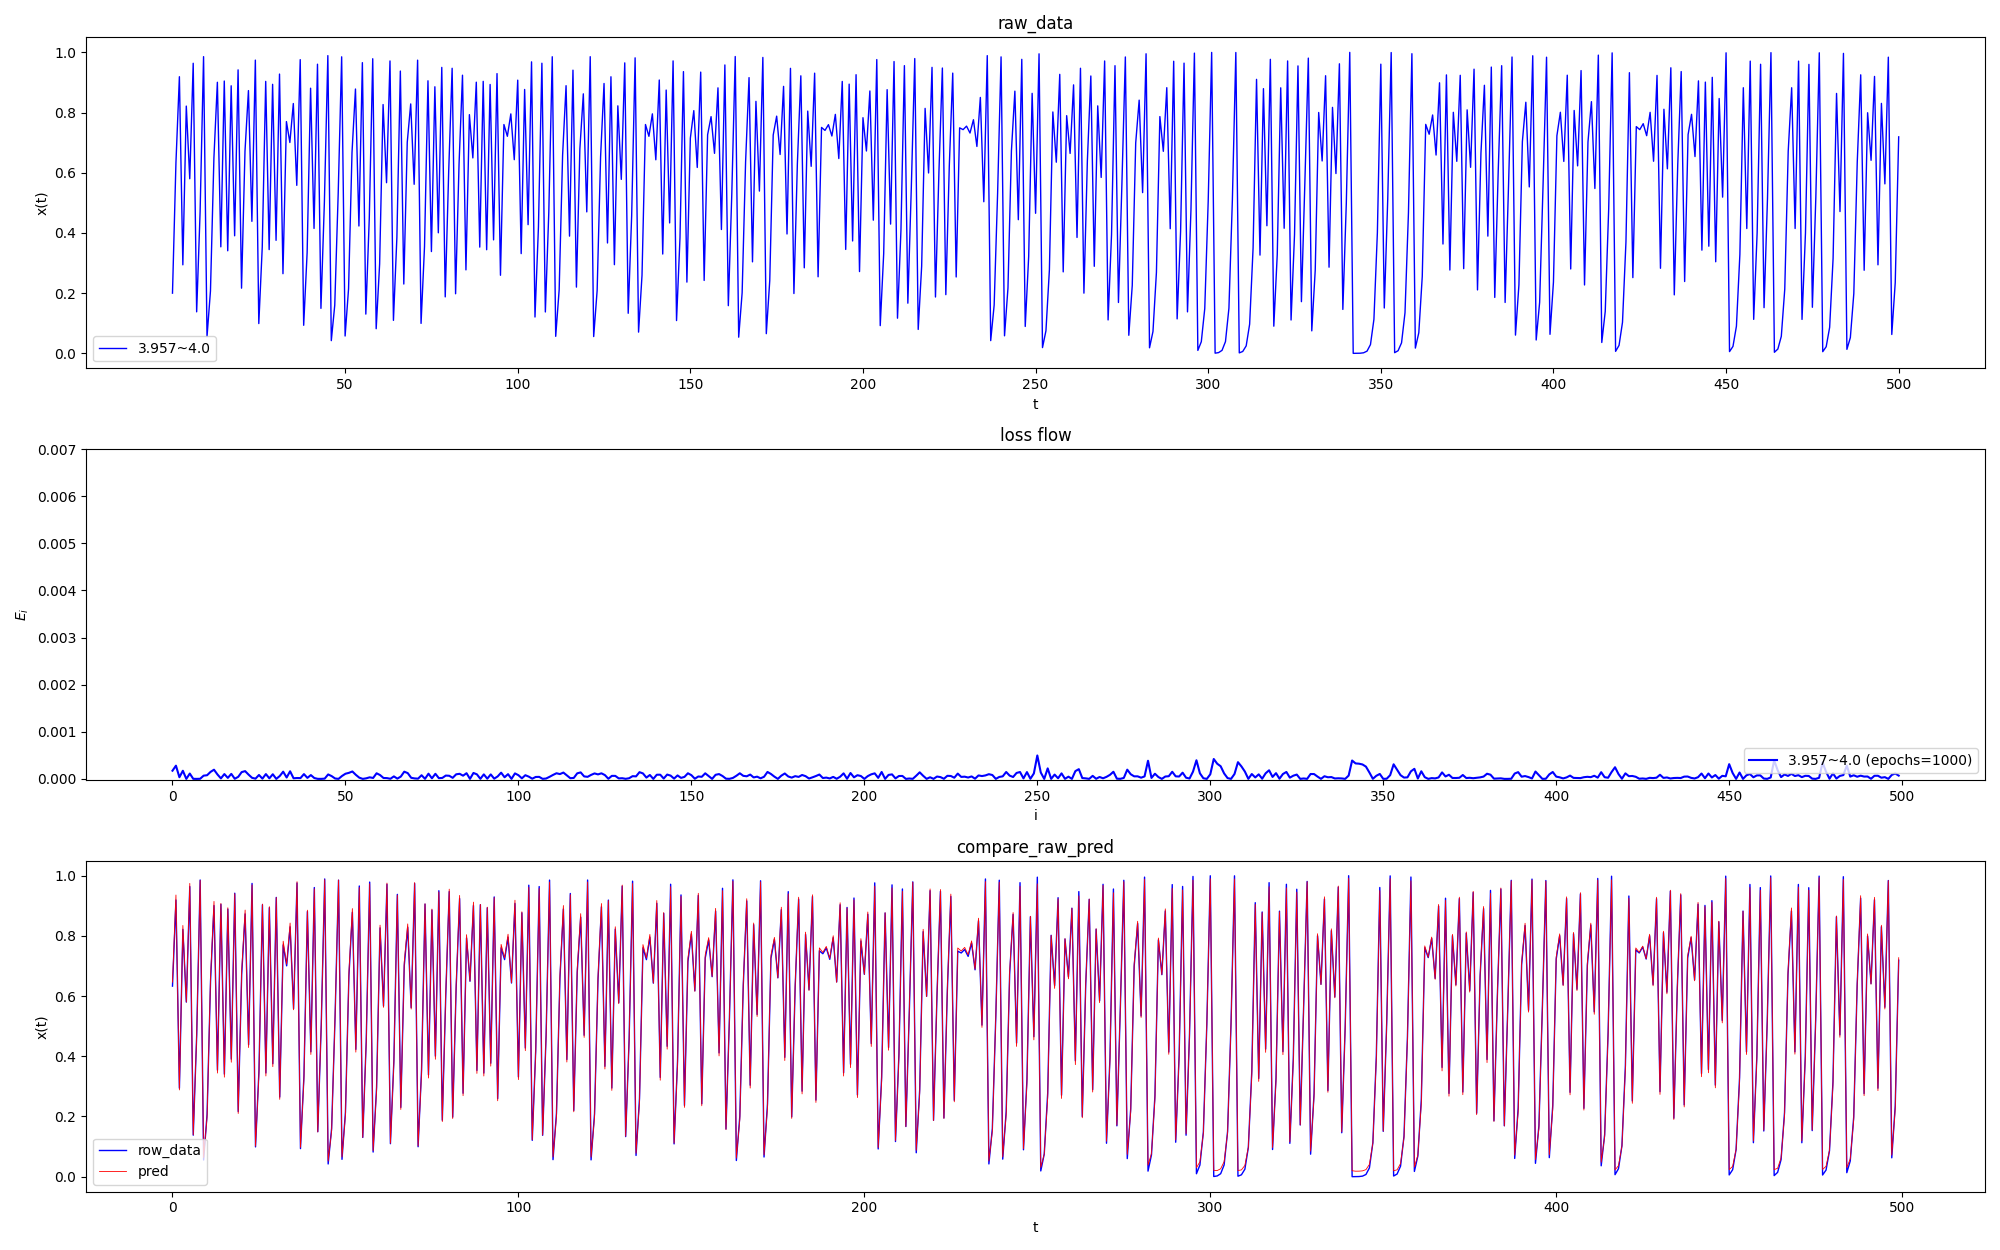 raw_data
1.0
0.8
0.6
0.4
0.2
0.0
x(t)
3.957~4.0
50 100 150 200 250 300 350 400 450 500
t
loss flow
0.007
0.006
0.005
0.004
0.003
0.002
0.001
0.000
E_i
3.957~4.0 (epochs=1000)
0 50 100 150 200 250 300 350 400 450 500
i
compare_raw_pred
1.0
0.8
0.6
0.4
0.2
0.0
x(t)
row_data
pred
0 100 200 300 400 500
t